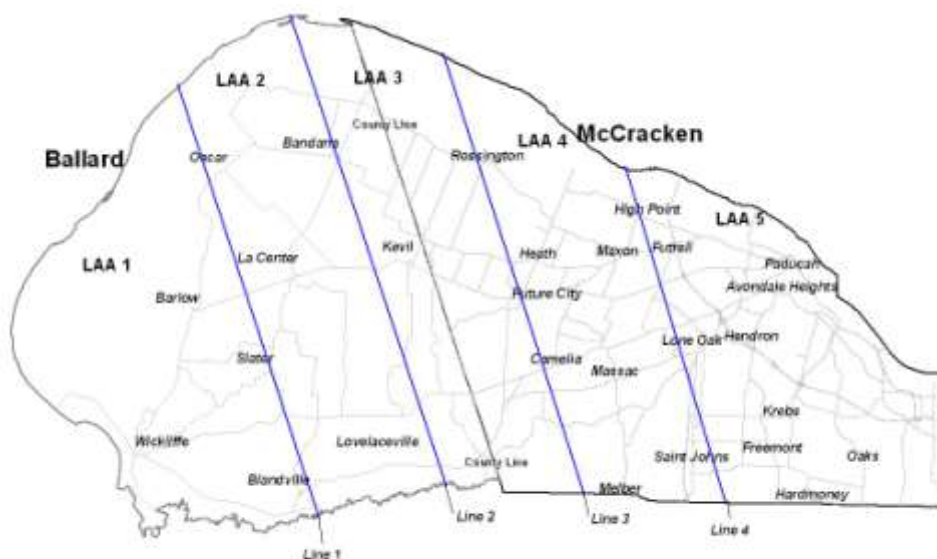 LAA 2
LAA 3
County Line
LAA 4
McCracken
Ballard
Oscar
Bandana
Rossington
High Point
LAA 5
LAA 1
La Center
Kevil
Heath
Maxon
Futrell
Paducah
Barlow
Future City
Avondale Heights
Slater
Camelia
Massac
Lone Oak
Hendron
Wickliffe
Lovelaceville
County Line
Krebs
Freemont
Blandville
Saint Johns
Oaks
Melber
Hardmoney
Line 1
Line 2
Line 3
Line 4